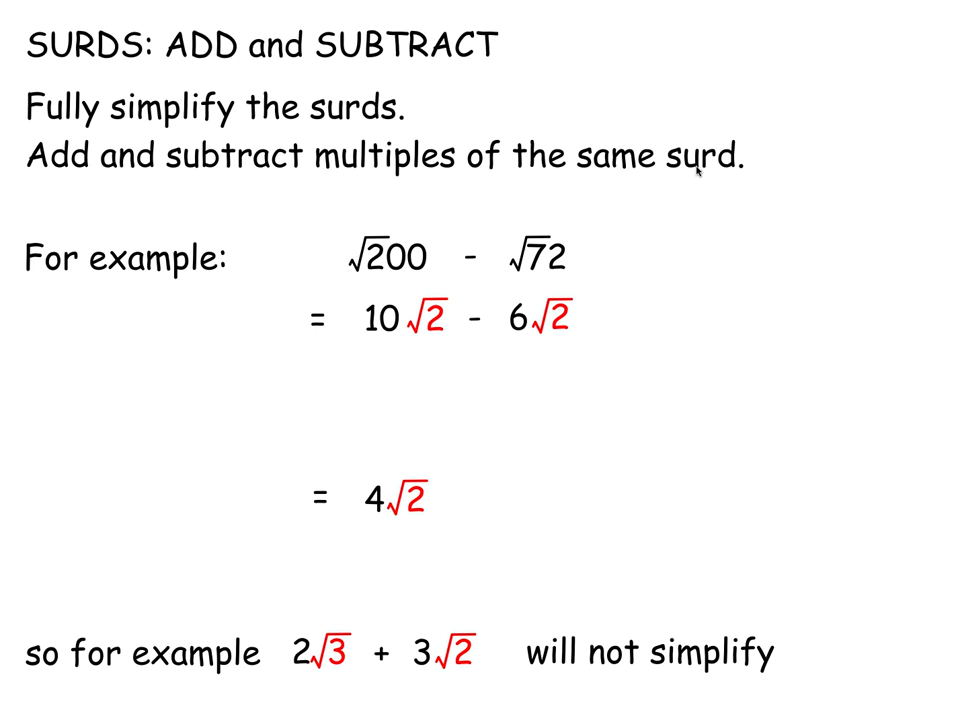 SURDS: ADD and SUBTRACT
Fully simplify the surds.
Add and subtract multiples of the same surd.
For example: √200 - √72
= 10√2 - 6√2
= 4√2
so for example 2√3 + 3√2 will not simplify